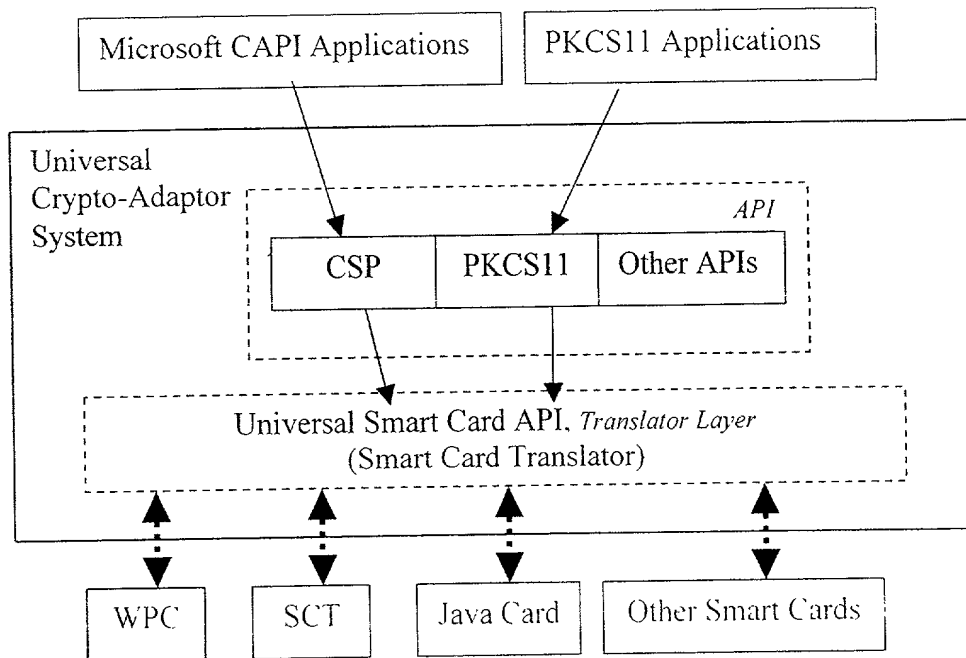 Microsoft CAPI Applications
PKCS11 Applications
Universal
Crypto-Adaptor
System
API
CSP
PKCS11
Other APIs
Universal Smart Card API, Translator Layer
(Smart Card Translator)
WPC
SCT
Java Card
Other Smart Cards